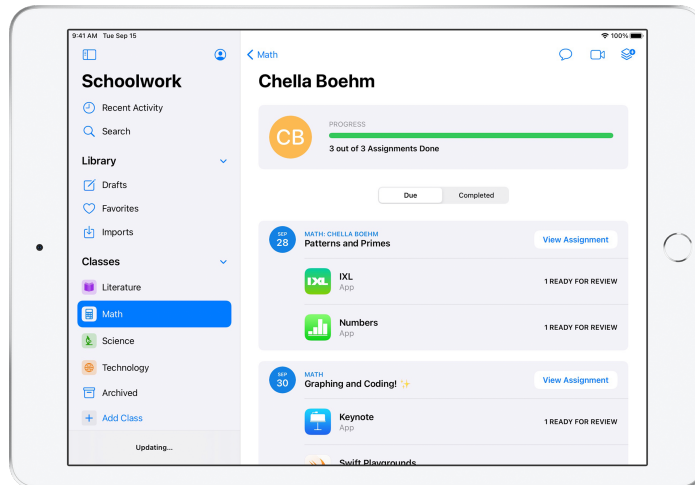 9:41 AM Tue Sep 15
100%
Schoolwork
Recent Activity
Search
Library
Drafts
Favorites
Imports
Classes
Literature
Math
Science
Technology
Archived
Add Class
Updating...
Math
Chella Boehm
CB
PROGRESS
3 out of 3 Assignments Done
Due
Completed
SEP
28
MATH: CHELLA BOEHM
Patterns and Primes
View Assignment
IXL
IXL
App
1 READY FOR REVIEW
Numbers
App
1 READY FOR REVIEW
SEP
30
MATH
Graphing and Coding! ✨
View Assignment
Keynote
App
1 READY FOR REVIEW
Swift Playgrounds